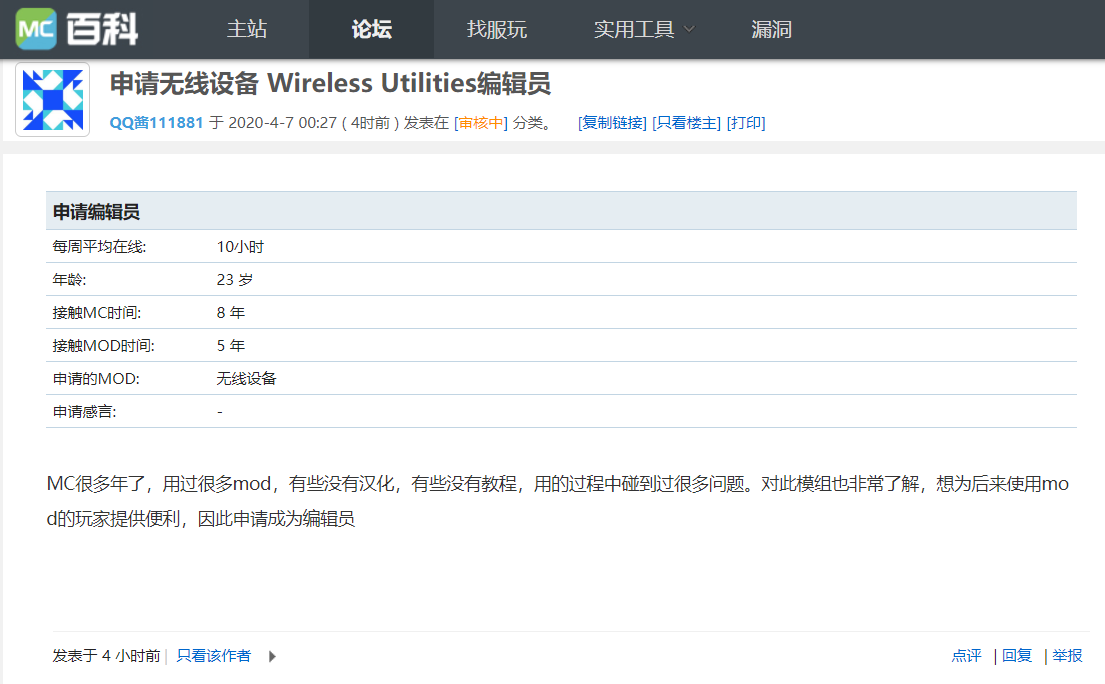 MC百科 主站 论坛 找服玩 实用工具 漏洞
申请无线设备 Wireless Utilities编辑员
QQ酱111881 于 2020-4-7 00:27 ( 4时前 ) 发表在 [审核中] 分类。 [复制链接] [只看楼主] [打印]
申请编辑员
每周平均在线: 10小时
年龄: 23 岁
接触MC时间: 8 年
接触MOD时间: 5 年
申请的MOD: 无线设备
申请感言: -
MC很多年了，用过很多mod，有些没有汉化，有些没有教程，用的过程中碰到过很多问题。对此模组也非常了解，想为后来使用mo
d的玩家提供便利，因此申请成为编辑员
发表于 4 小时前 | 只看该作者 点评 | 回复 | 举报